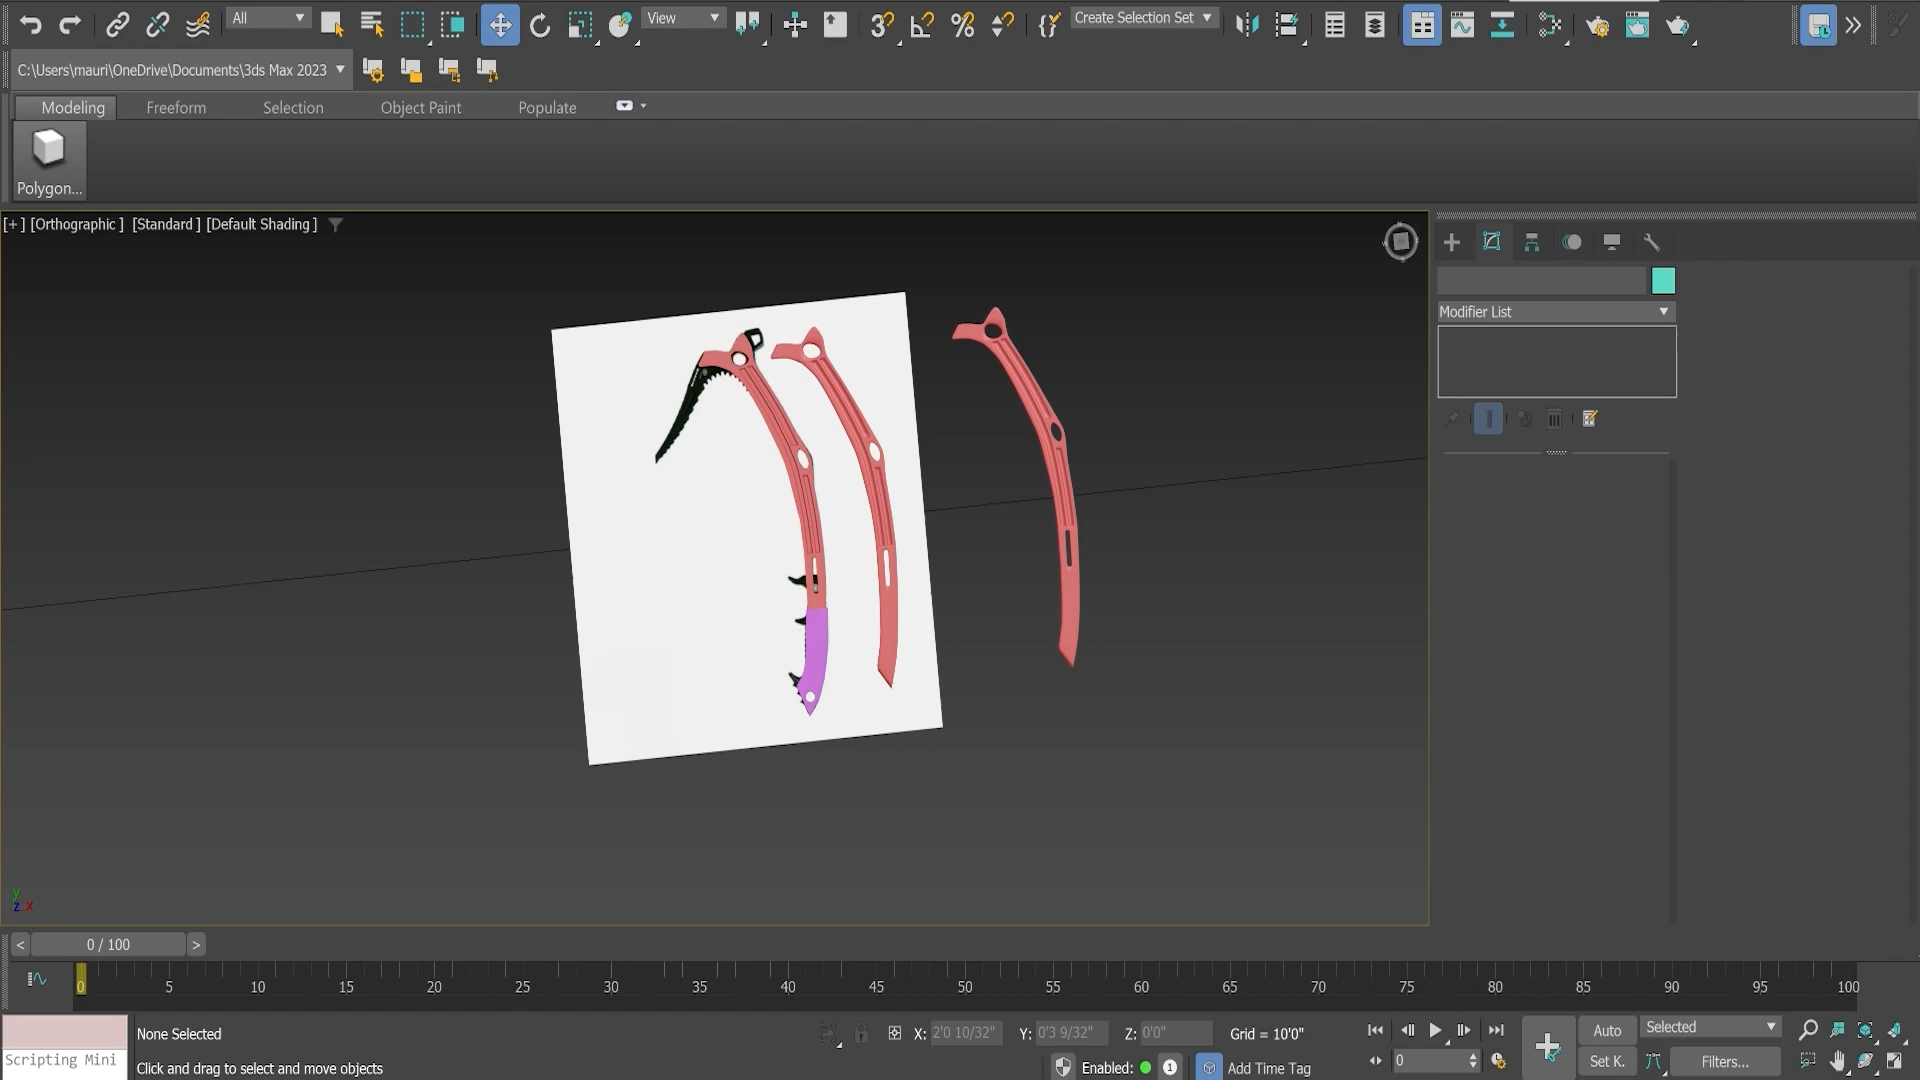 All
View
3
%
Create Selection Set
C:\Users\mauri\OneDrive\Documents\3ds Max 2023
Modeling
Freeform
Selection
Object Paint
Populate
Polygon...
[+] [Orthographic ] [Standard ] [Default Shading ]
Modifier List
y
z x
< 0 / 100 >
0 5 10 15 20 25 30 35 40 45 50 55 60 65 70 75 80 85 90 95 100
None Selected
X: 2'0 10/32" Y: 0'3 9/32" Z: 0'0" Grid = 10'0"
Auto
Selected
Scripting Mini
Click and drag to select and move objects
Enabled: 1
Add Time Tag
0
Set K.
Filters...